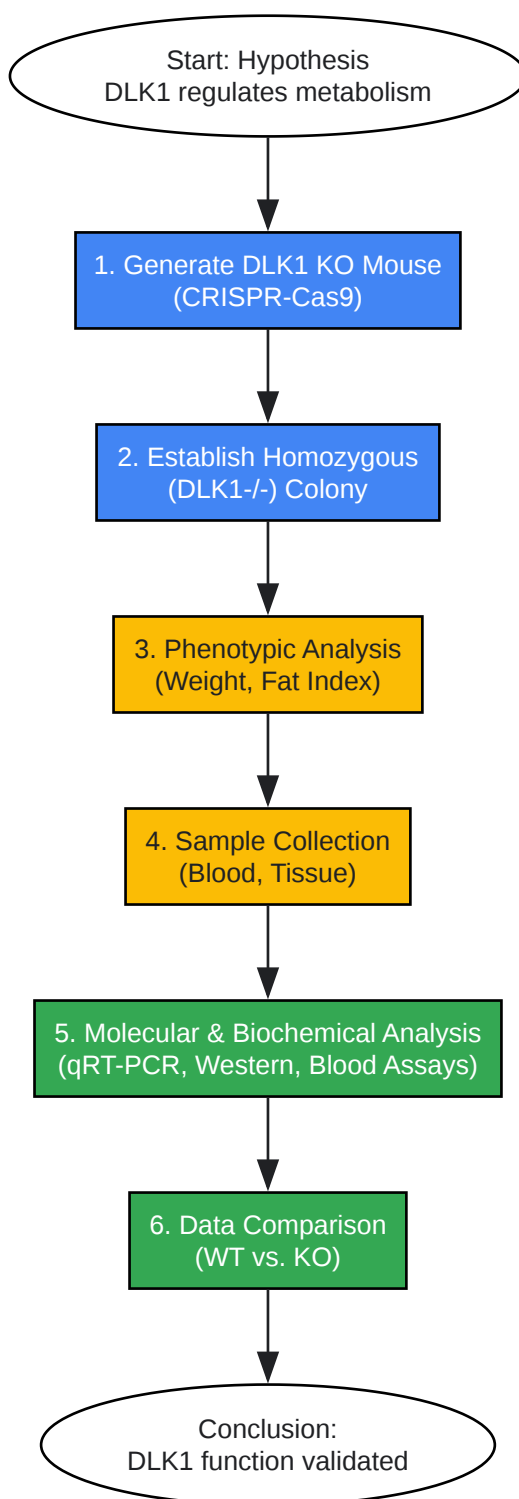 Start: Hypothesis
DLK1 regulates metabolism
1. Generate DLK1 KO Mouse
(CRISPR-Cas9)
2. Establish Homozygous
(DLK1-/-) Colony
3. Phenotypic Analysis
(Weight, Fat Index)
4. Sample Collection
(Blood, Tissue)
5. Molecular & Biochemical Analysis
(qRT-PCR, Western, Blood Assays)
6. Data Comparison
(WT vs. KO)
Conclusion:
DLK1 function validated